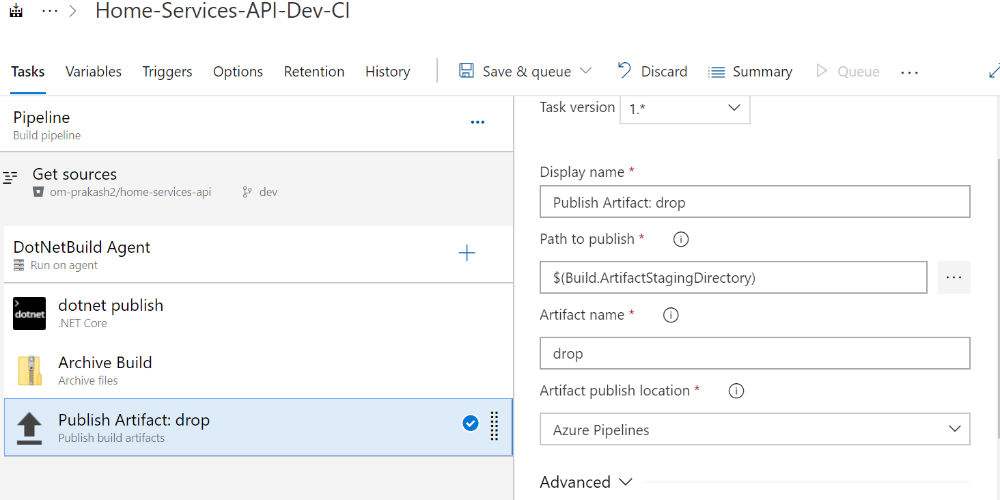 ··· > Home-Services-API-Dev-CI
Tasks Variables Triggers Options Retention History Save & queue Discard Summary Queue ···
Pipeline ···
Build pipeline
Get sources
om-prakash2/home-services-api dev
DotNetBuild Agent
Run on agent
dotnet
dotnet publish
.NET Core
Archive Build
Archive files
Publish Artifact: drop
Publish build artifacts
Task version 1.*
Display name *
Publish Artifact: drop
Path to publish *
$(Build.ArtifactStagingDirectory) ···
Artifact name *
drop
Artifact publish location *
Azure Pipelines
Advanced